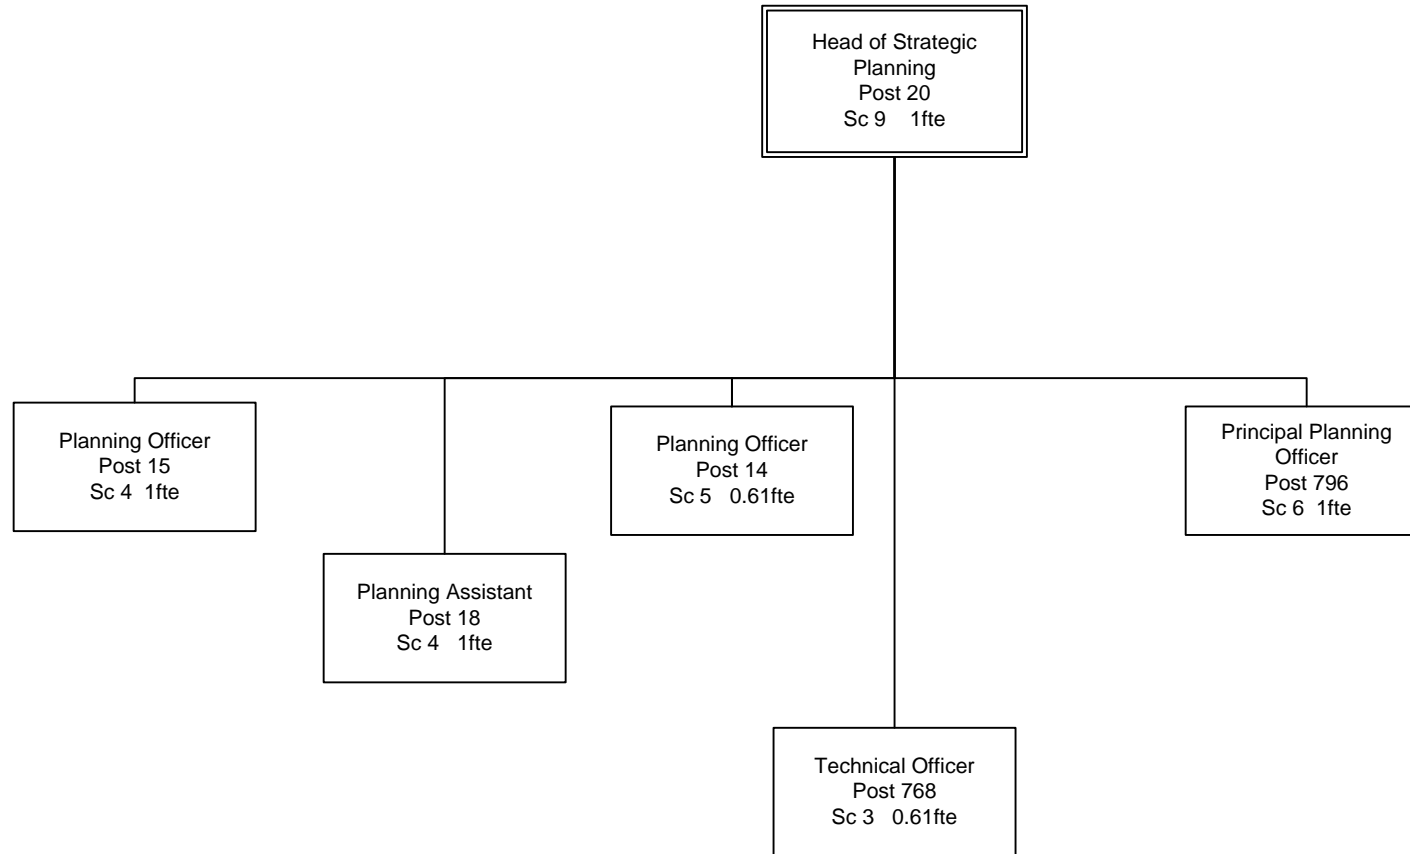 Head of Strategic
Planning
Post 20
Sc 9 1fte
Planning Officer
Post 15
Sc 4 1fte
Planning Officer
Post 14
Sc 5 0.61fte
Principal Planning
Officer
Post 796
Sc 6 1fte
Planning Assistant
Post 18
Sc 4 1fte
Technical Officer
Post 768
Sc 3 0.61fte